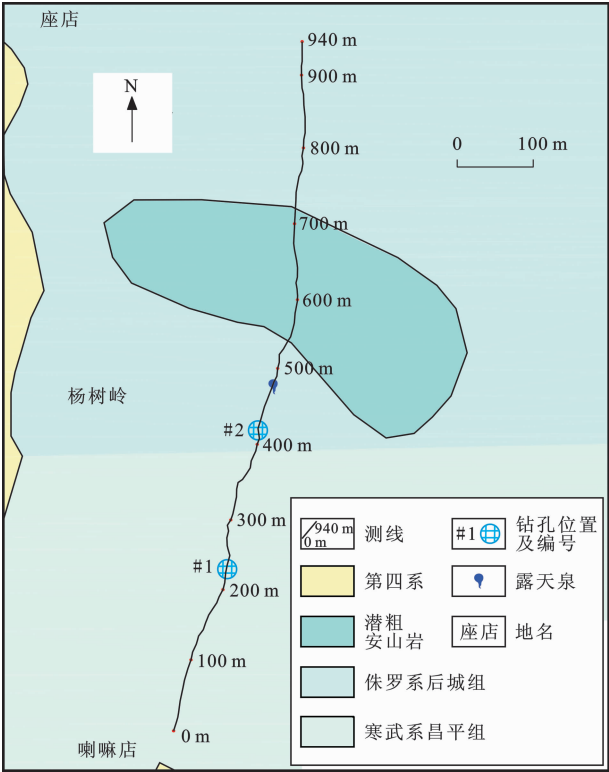 座店
940 m
N
900 m
0 100 m
800 m
700 m
600 m
500 m
杨树岭
#2
400 m
300 m
#1
200 m
100 m
0 m
喇嘛店
940 m
0 m
测线
#1
钻孔位置
及编号
第四系
露天泉
潜粗
安山岩
座店
地名
侏罗系后城组
寒武系昌平组